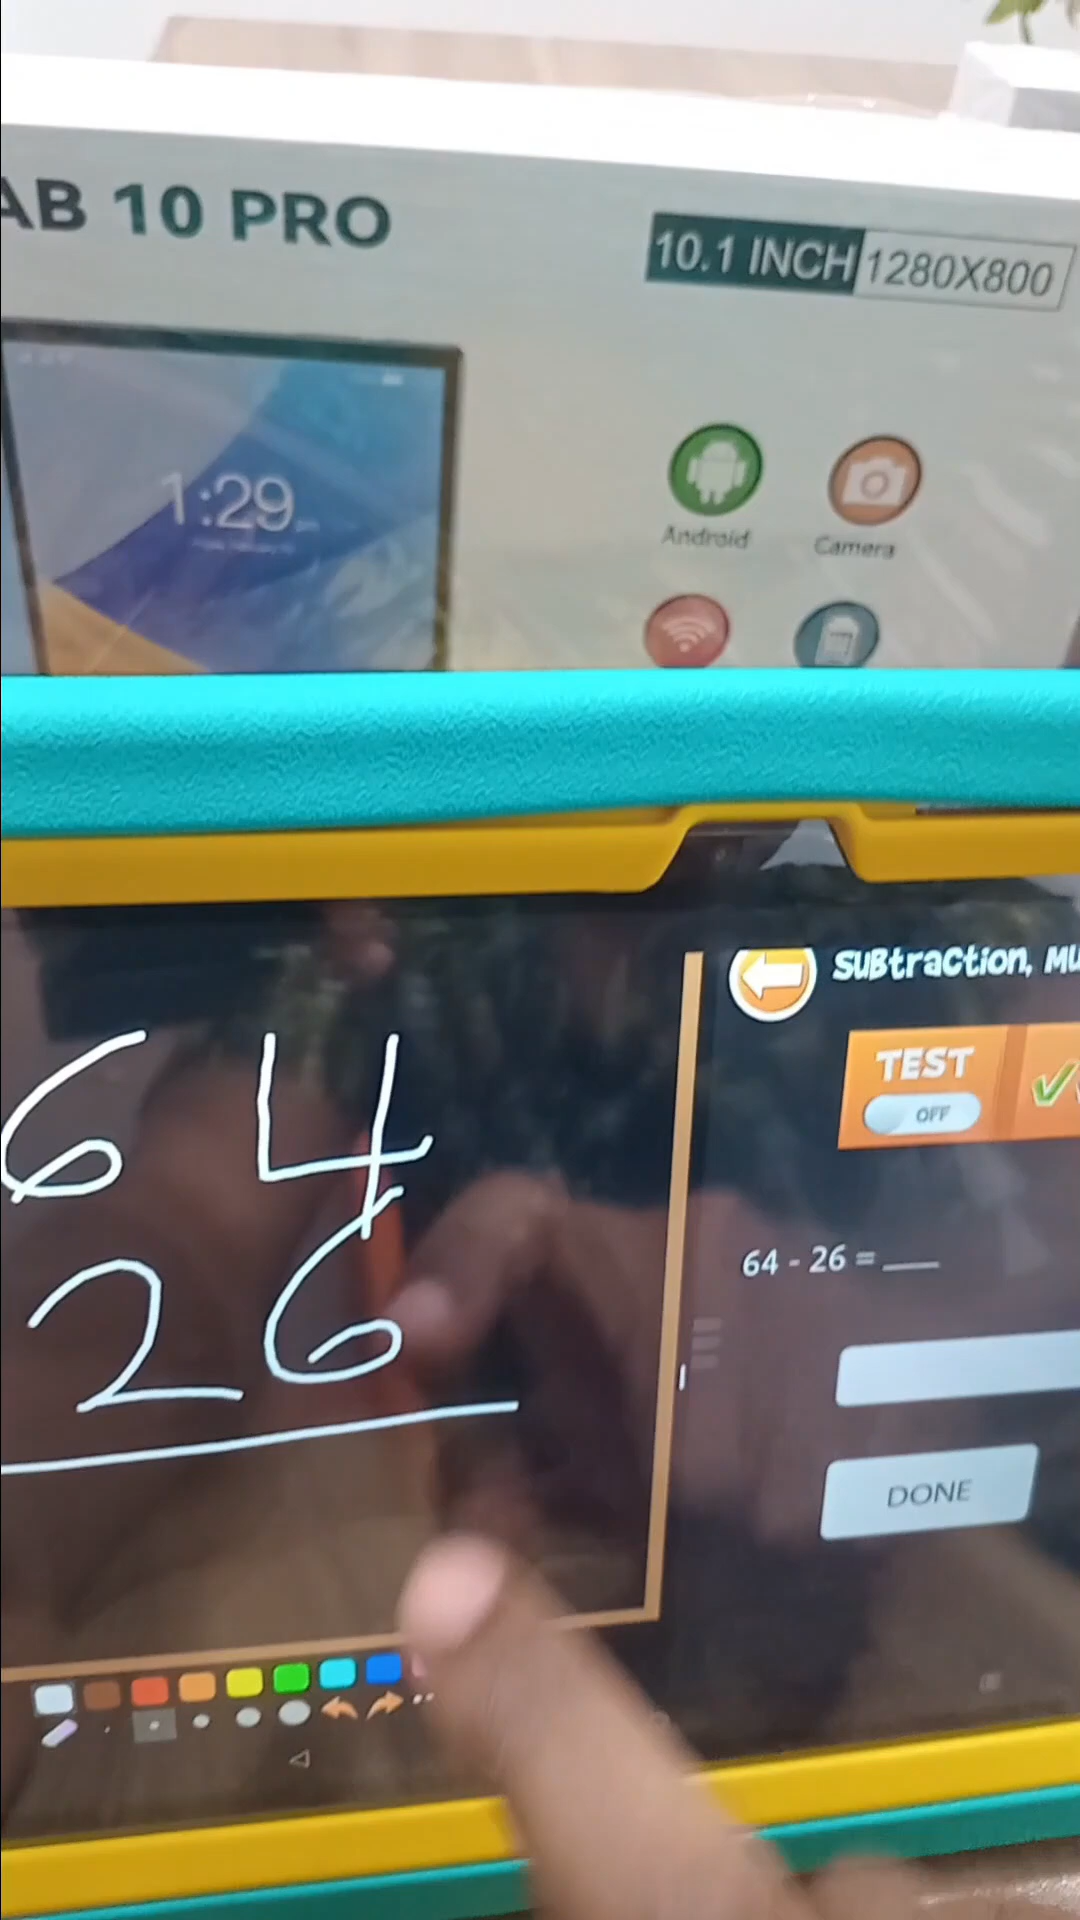 AB 10 PRO
10.1 INCH 1280X800
1:29
Android
Camera
Subtraction, Mu
TEST
OFF
64
26
64 - 26 = ___
DONE